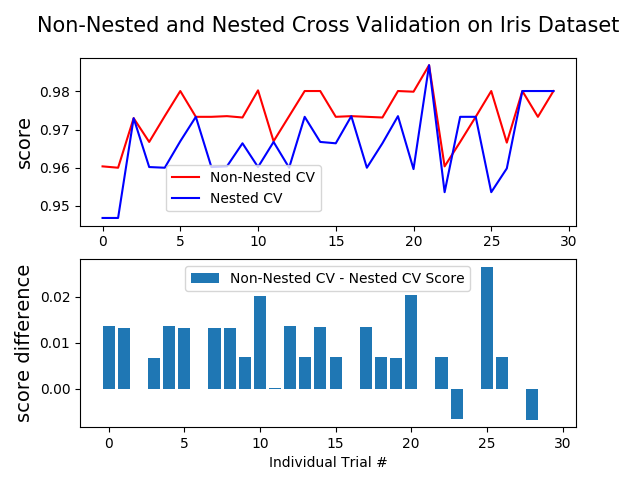 Non-Nested and Nested Cross Validation on Iris Dataset
score
0.98
0.97
0.96
0.95
Non-Nested CV
Nested CV
0 5 10 15 20 25 30
score difference
0.02
0.01
0.00
Non-Nested CV - Nested CV Score
0 5 10 15 20 25 30
Individual Trial #